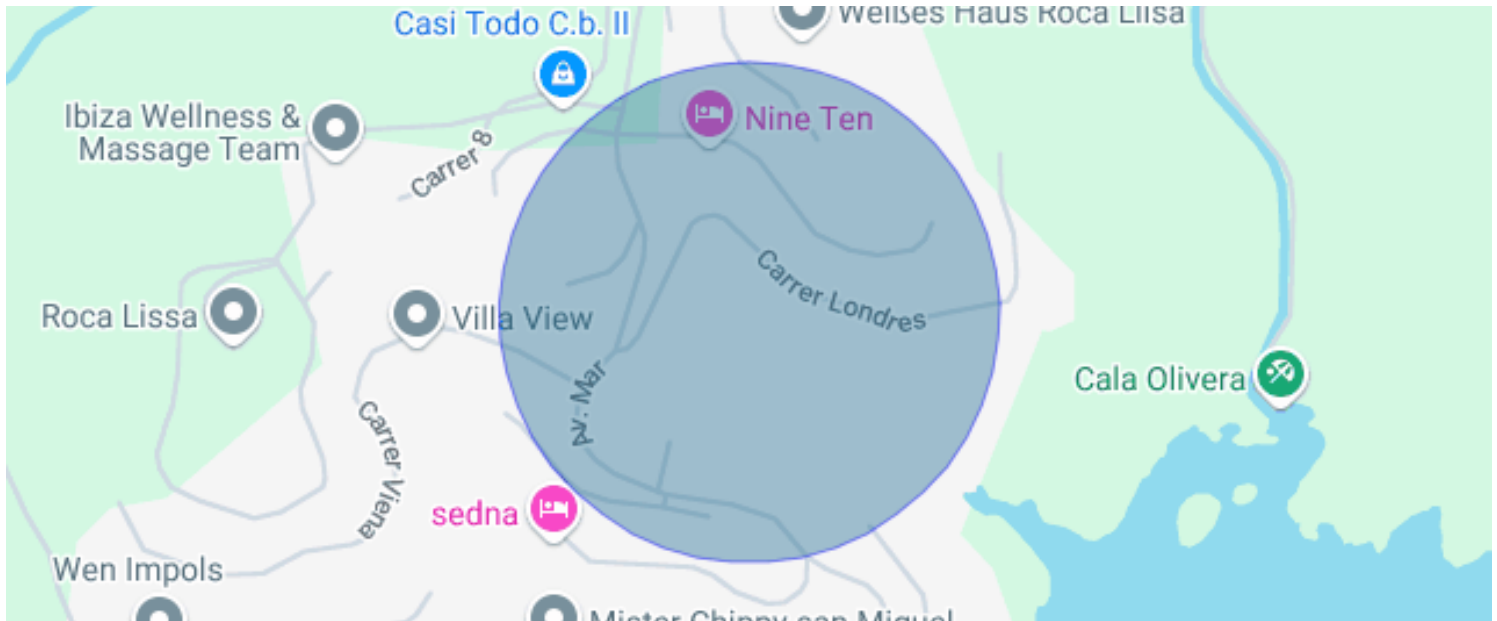 Weißes Haus Roca Llisa
Casi Todo C.b. II
Ibiza Wellness &
Massage Team
Nine Ten
Carrer 8
Carrer Londres
Roca Lissa
Villa View
Av. Mar
Cala Olivera
Carrer Viena
sedna
Wen Impols
Mister Chippy san Miguel